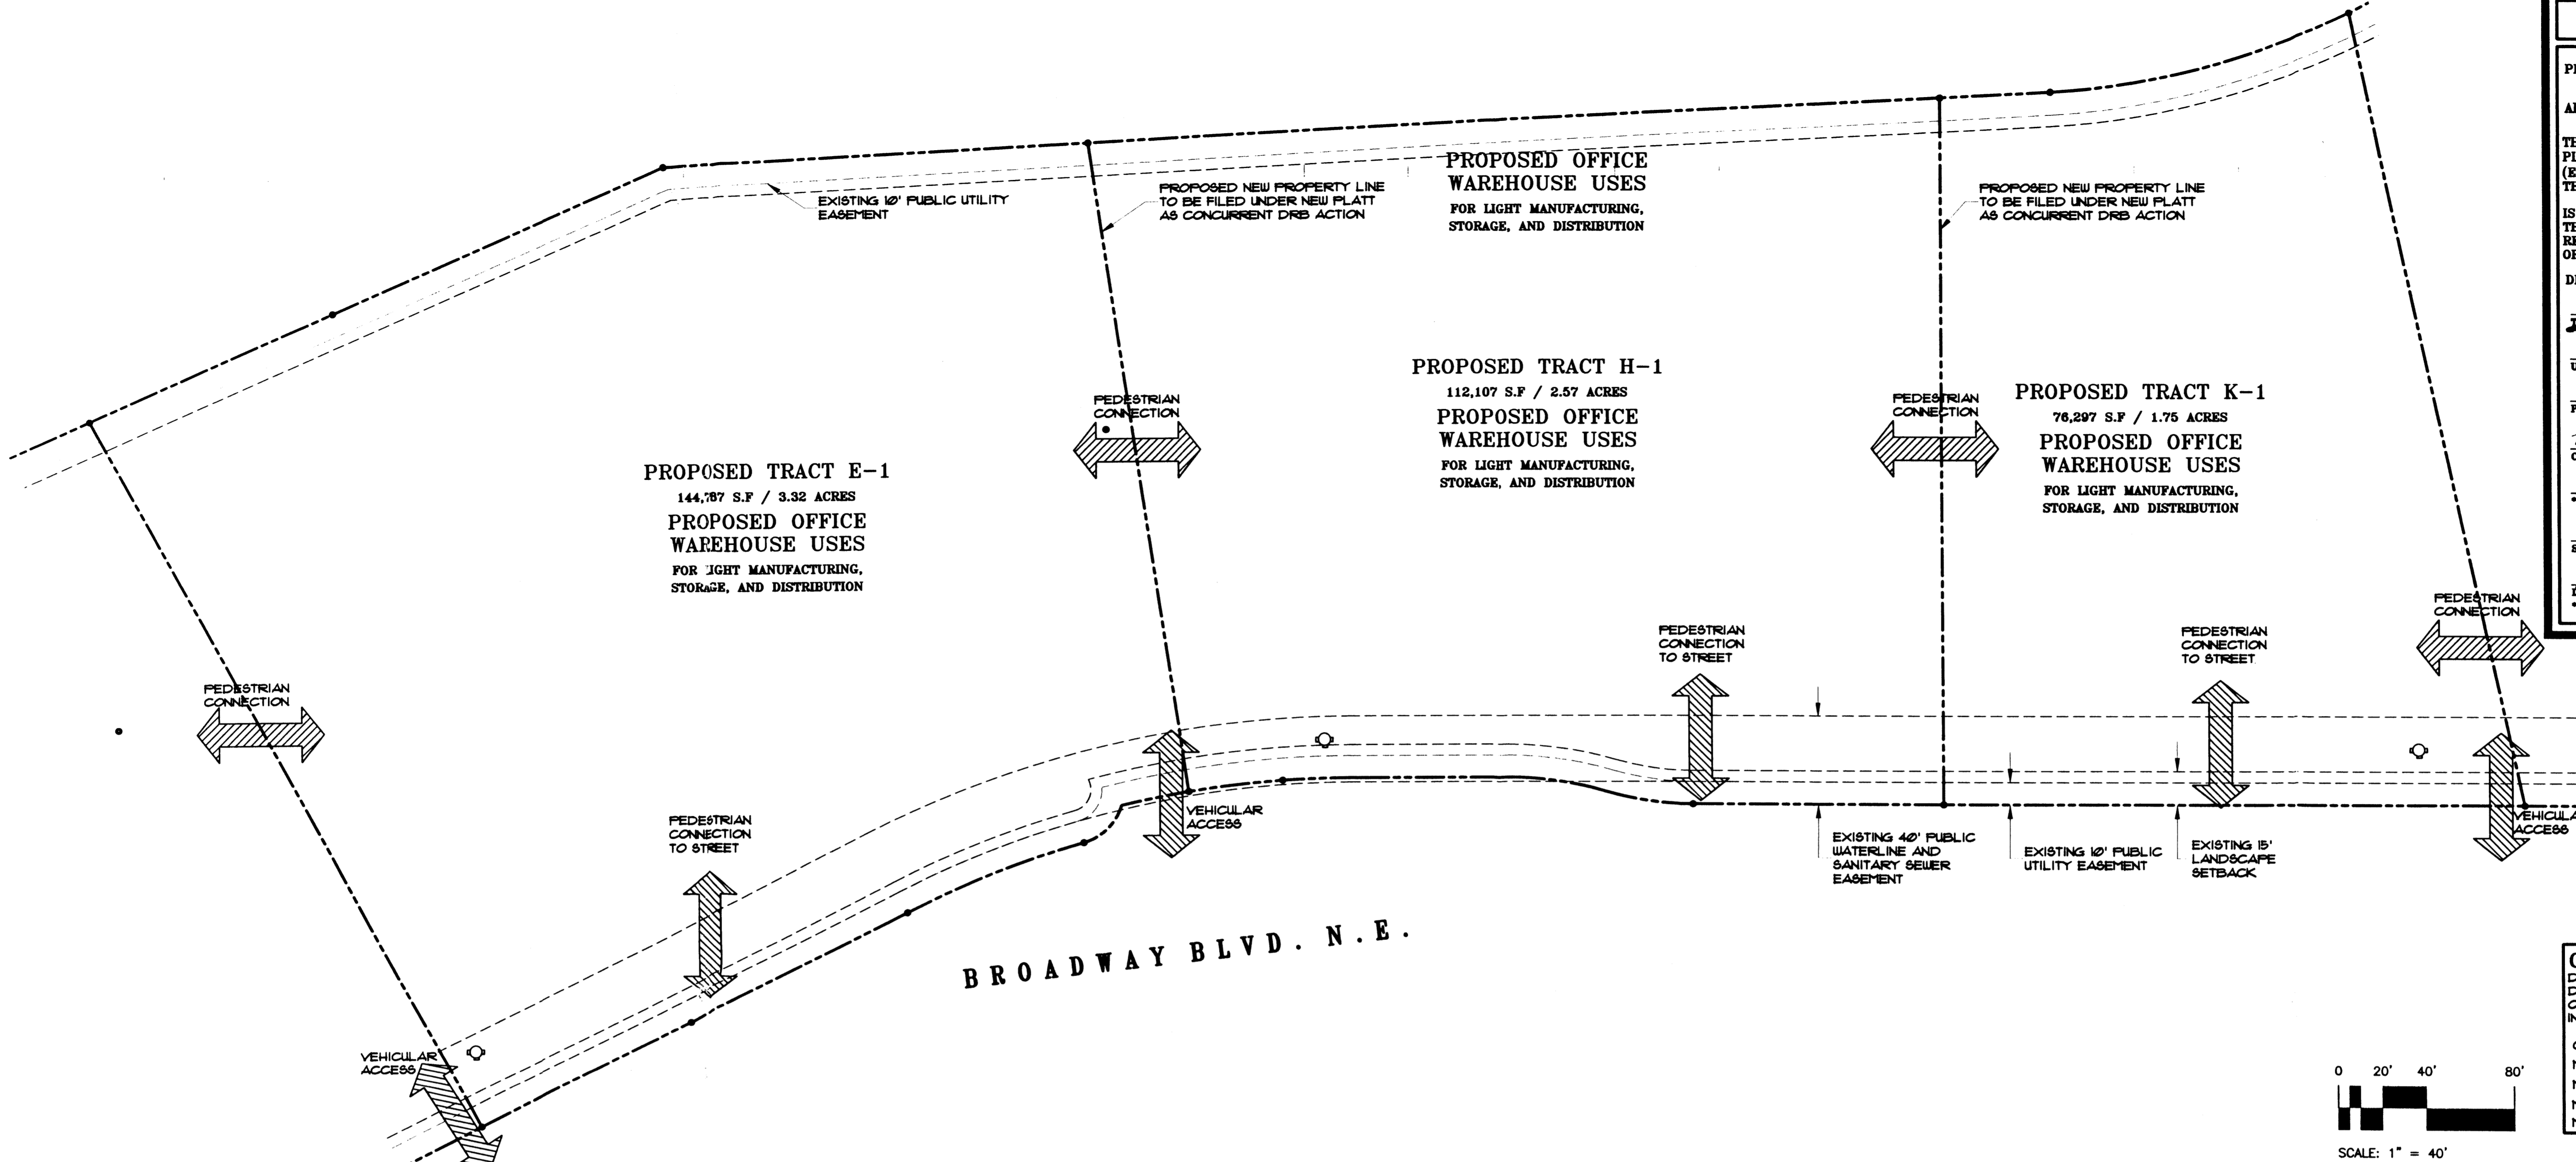 EXISTING 10' PUBLIC UTILITY
EASEMENT
PROPOSED NEW PROPERTY LINE
TO BE FILED UNDER NEW PLATT
AS CONCURRENT DRB ACTION
PROPOSED OFFICE
WAREHOUSE USES
FOR LIGHT MANUFACTURING,
STORAGE, AND DISTRIBUTION
PROPOSED NEW PROPERTY LINE
TO BE FILED UNDER NEW PLATT
AS CONCURRENT DRB ACTION
PROPOSED TRACT E-1
144,787 S.F / 3.32 ACRES
PROPOSED OFFICE
WAREHOUSE USES
FOR LIGHT MANUFACTURING,
STORAGE, AND DISTRIBUTION
PEDESTRIAN
CONNECTION
PROPOSED TRACT H-1
112,107 S.F / 2.57 ACRES
PROPOSED OFFICE
WAREHOUSE USES
FOR LIGHT MANUFACTURING,
STORAGE, AND DISTRIBUTION
PEDESTRIAN
CONNECTION
PROPOSED TRACT K-1
76,297 S.F / 1.75 ACRES
PROPOSED OFFICE
WAREHOUSE USES
FOR LIGHT MANUFACTURING,
STORAGE, AND DISTRIBUTION
PEDESTRIAN
CONNECTION
PEDESTRIAN
CONNECTION
TO STREET
PEDESTRIAN
CONNECTION
TO STREET
PEDESTRIAN
CONNECTION
PEDESTRIAN
CONNECTION
TO STREET
VEHICULAR
ACCESS
EXISTING 40' PUBLIC
WATERLINE AND
SANITARY SEWER
EASEMENT
EXISTING 10' PUBLIC
UTILITY EASEMENT
EXISTING 15'
LANDSCAPE
SETBACK
VEHICULA
ACCESS
BROADWAY BLVD. N.E.
VEHICULAR
ACCESS
0 20' 40' 80'
SCALE: 1" = 40'